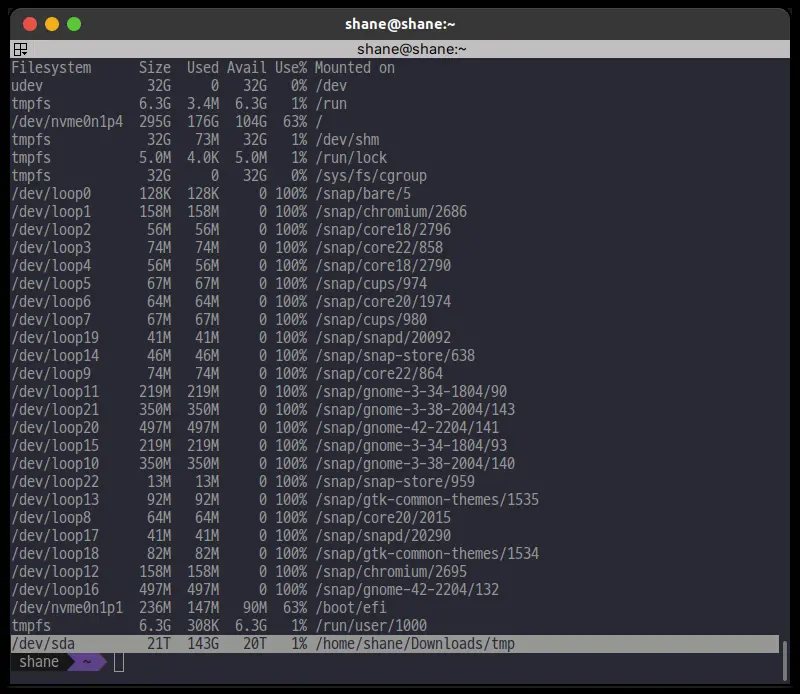 shane@shane:~
shane@shane:~
Filesystem Size Used Avail Use% Mounted on
udev 32G 0 32G 0% /dev
tmpfs 6.3G 3.4M 6.3G 1% /run
/dev/nvme0n1p4 295G 176G 104G 63% /
tmpfs 32G 73M 32G 1% /dev/shm
tmpfs 5.0M 4.0K 5.0M 1% /run/lock
tmpfs 32G 0 32G 0% /sys/fs/cgroup
/dev/loop0 128K 128K 0 100% /snap/bare/5
/dev/loop1 158M 158M 0 100% /snap/chromium/2686
/dev/loop2 56M 56M 0 100% /snap/core18/2796
/dev/loop3 74M 74M 0 100% /snap/core22/858
/dev/loop4 56M 56M 0 100% /snap/core18/2790
/dev/loop5 67M 67M 0 100% /snap/cups/974
/dev/loop6 64M 64M 0 100% /snap/core20/1974
/dev/loop7 67M 67M 0 100% /snap/cups/980
/dev/loop19 41M 41M 0 100% /snap/snapd/20092
/dev/loop14 46M 46M 0 100% /snap/snap-store/638
/dev/loop9 74M 74M 0 100% /snap/core22/864
/dev/loop11 219M 219M 0 100% /snap/gnome-3-34-1804/90
/dev/loop21 350M 350M 0 100% /snap/gnome-3-38-2004/143
/dev/loop20 497M 497M 0 100% /snap/gnome-42-2204/141
/dev/loop15 219M 219M 0 100% /snap/gnome-3-34-1804/93
/dev/loop10 350M 350M 0 100% /snap/gnome-3-38-2004/140
/dev/loop22 13M 13M 0 100% /snap/snap-store/959
/dev/loop13 92M 92M 0 100% /snap/gtk-common-themes/1535
/dev/loop8 64M 64M 0 100% /snap/core20/2015
/dev/loop17 41M 41M 0 100% /snap/snapd/20290
/dev/loop18 82M 82M 0 100% /snap/gtk-common-themes/1534
/dev/loop12 158M 158M 0 100% /snap/chromium/2695
/dev/loop16 497M 497M 0 100% /snap/gnome-42-2204/132
/dev/nvme0n1p1 236M 147M 90M 63% /boot/efi
tmpfs 6.3G 308K 6.3G 1% /run/user/1000
/dev/sda 21T 143G 20T 1% /home/shane/Downloads/tmp
shane ~